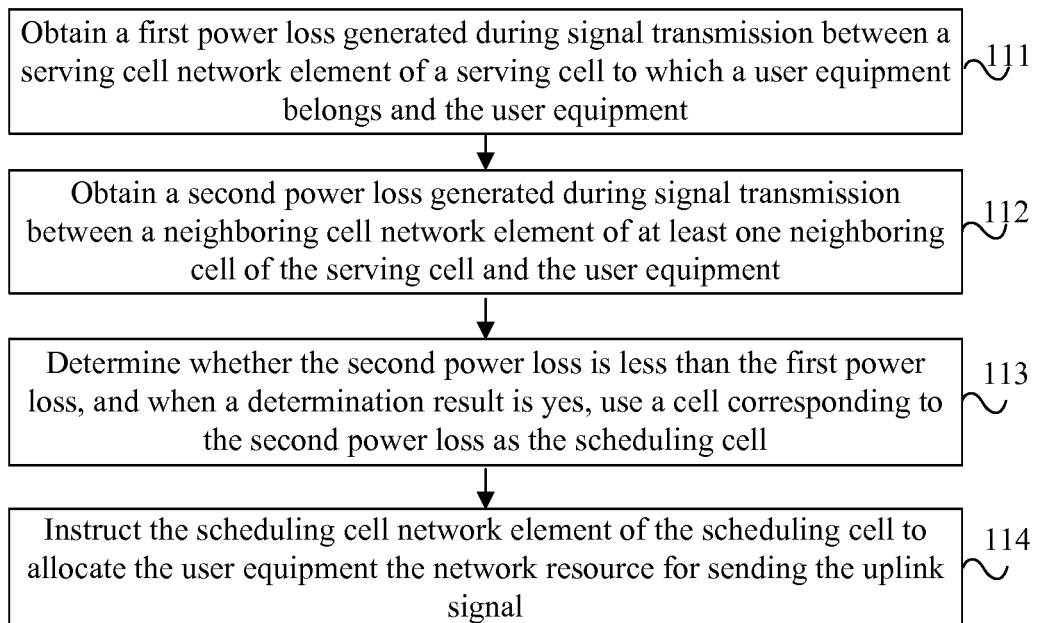 Obtain a first power loss generated during signal transmission between a
serving cell network element of a serving cell to which a user equipment
belongs and the user equipment
111
Obtain a second power loss generated during signal transmission
between a neighboring cell network element of at least one neighboring
cell of the serving cell and the user equipment
112
Determine whether the second power loss is less than the first power
loss, and when a determination result is yes, use a cell corresponding to
the second power loss as the scheduling cell
113
Instruct the scheduling cell network element of the scheduling cell to
allocate the user equipment the network resource for sending the uplink
signal
114